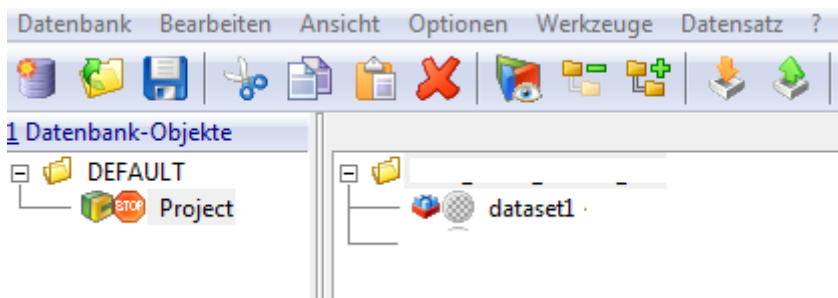 Datenbank Bearbeiten Ansicht Optionen Werkzeuge Datensatz ?
1 Datenbank-Objekte
DEFAULT
STOP Project
dataset1